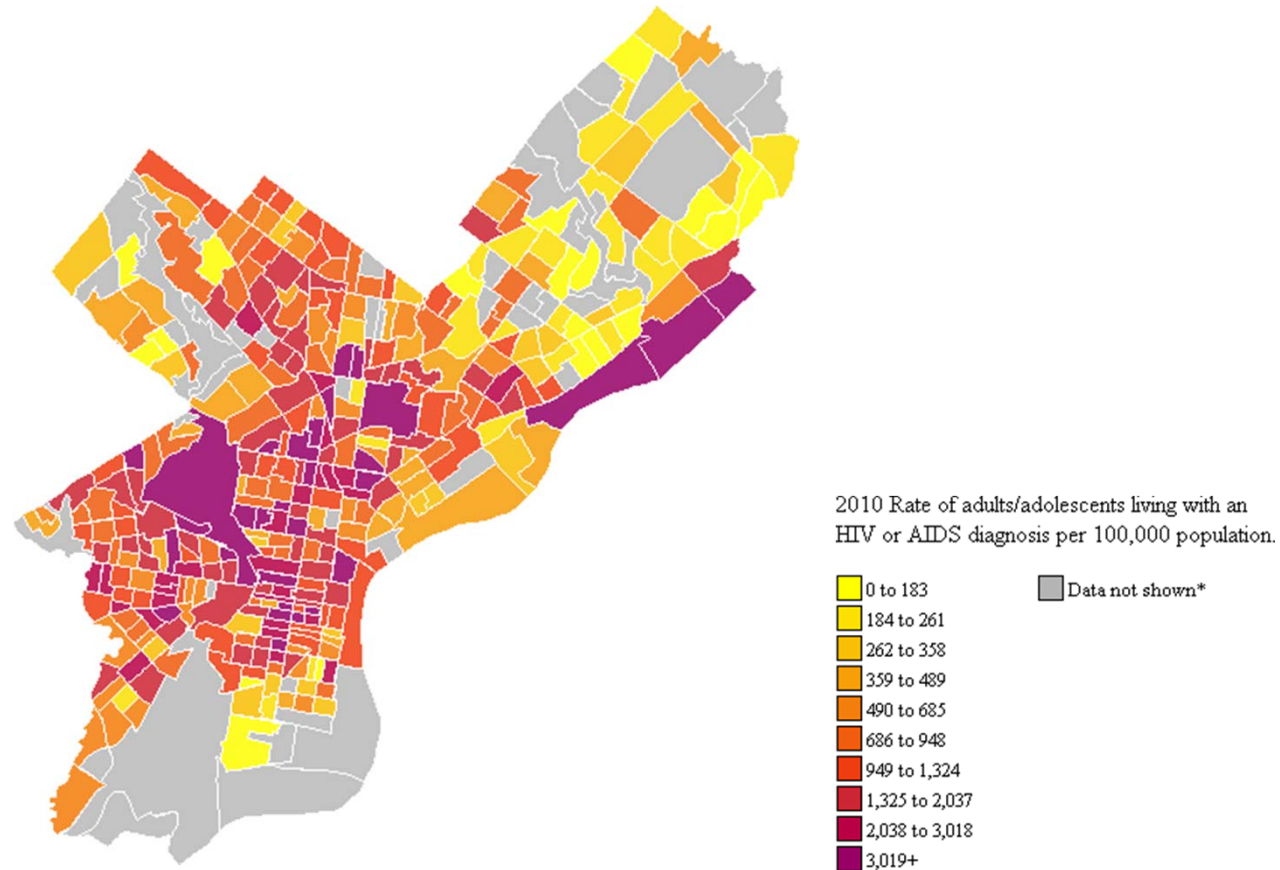 2010 Rate of adults/adolescents living with an
HIV or AIDS diagnosis per 100,000 population.
0 to 183
184 to 261
262 to 358
359 to 489
490 to 685
686 to 948
949 to 1,324
1,325 to 2,037
2,038 to 3,018
3,019+
Data not shown*